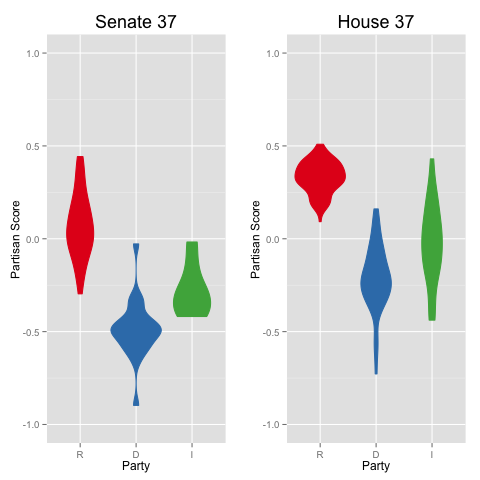 Senate 37
1.0
0.5
0.0
-0.5
-1.0
Partisan Score
R D I
Party
House 37
1.0
0.5
0.0
-0.5
-1.0
Partisan Score
R D I
Party